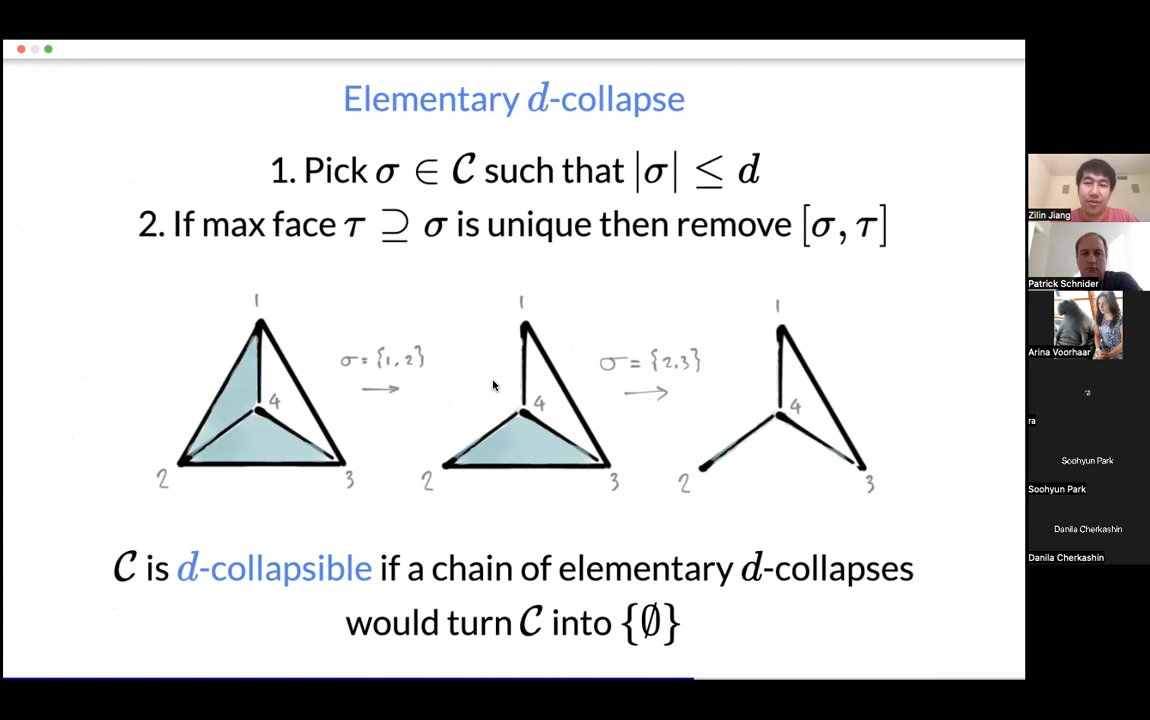 Elementary d-collapse
1. Pick σ ∈ 𝒞 such that |σ| ≤ d
2. If max face τ ⊇ σ is unique then remove [σ, τ]
1
1
1
σ = {1,2}
→
σ = {2,3}
→
4
4
4
2
3
2
3
2
3
𝒞 is d-collapsible if a chain of elementary d-collapses
would turn 𝒞 into {∅}
Zilin Jiang
Patrick Schnider
Arina Voorhaar
ra
Soohyun Park
Soohyun Park
Danila Cherkashin
Danila Cherkashin